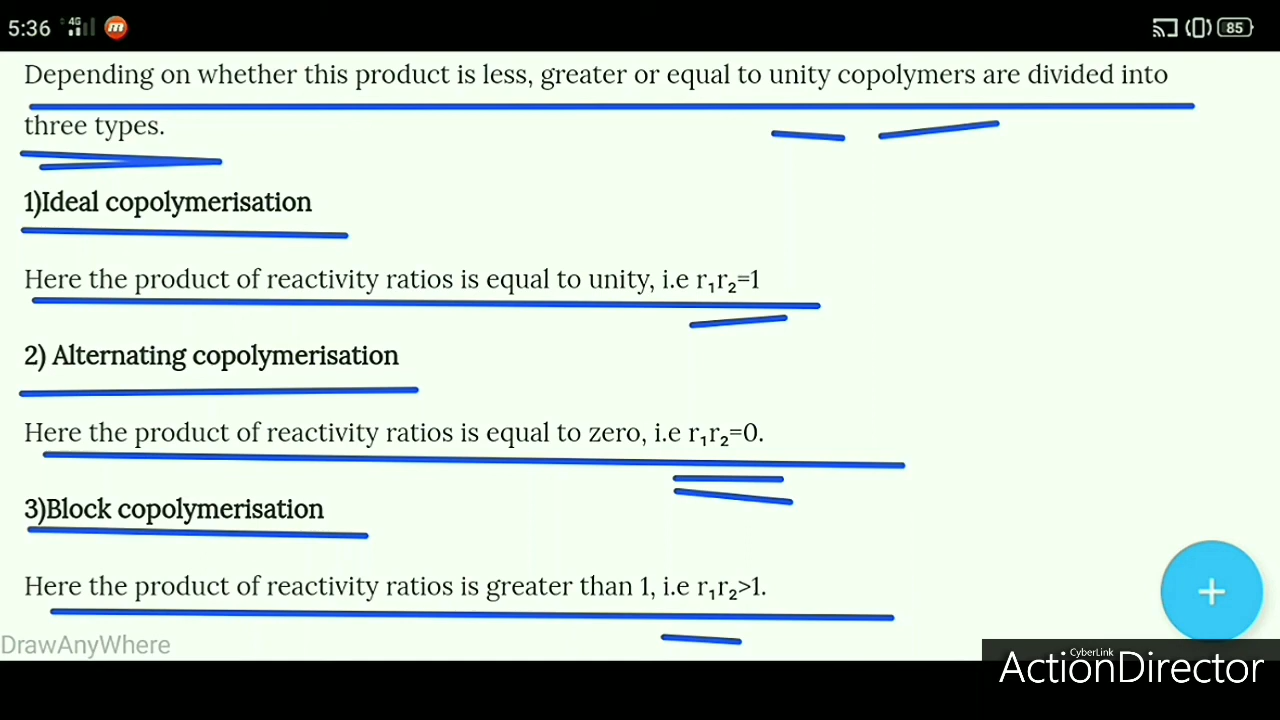 5:36 4G m 85
Depending on whether this product is less, greater or equal to unity copolymers are divided into
three types.
1)Ideal copolymerisation
Here the product of reactivity ratios is equal to unity, i.e r₁r₂=1
2) Alternating copolymerisation
Here the product of reactivity ratios is equal to zero, i.e r₁r₂=0.
3)Block copolymerisation
Here the product of reactivity ratios is greater than 1, i.e r₁r₂>1.
+
DrawAnyWhere
CyberLink
ActionDirector